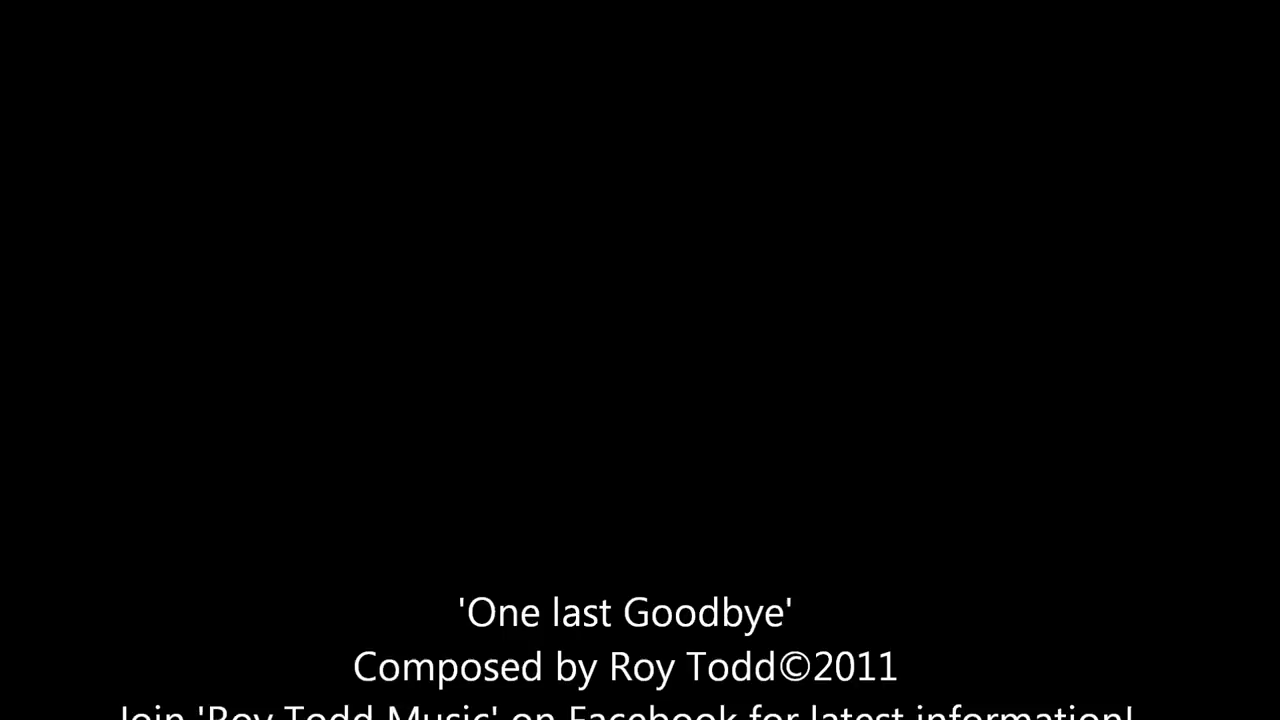 'One last Goodbye'
Composed by Roy Todd©2011
Join 'Roy Todd Music' on Facebook for latest information!